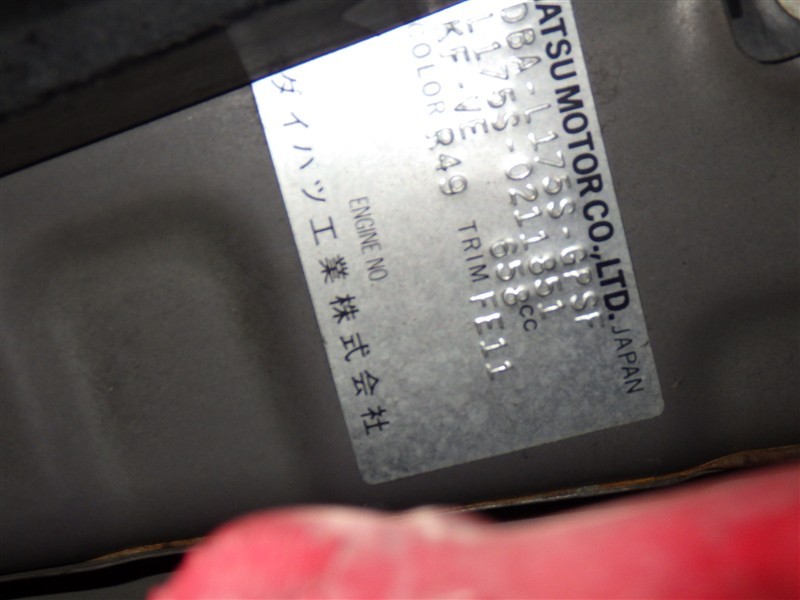 ATSU MOTOR CO.,LTD. JAPAN
DBA-L175S-GPSF
L175S-0211851
KF-VE 658cc
COLOR R49 TRIM FE11
ENGINE NO.
ダイハツ工業株式会社